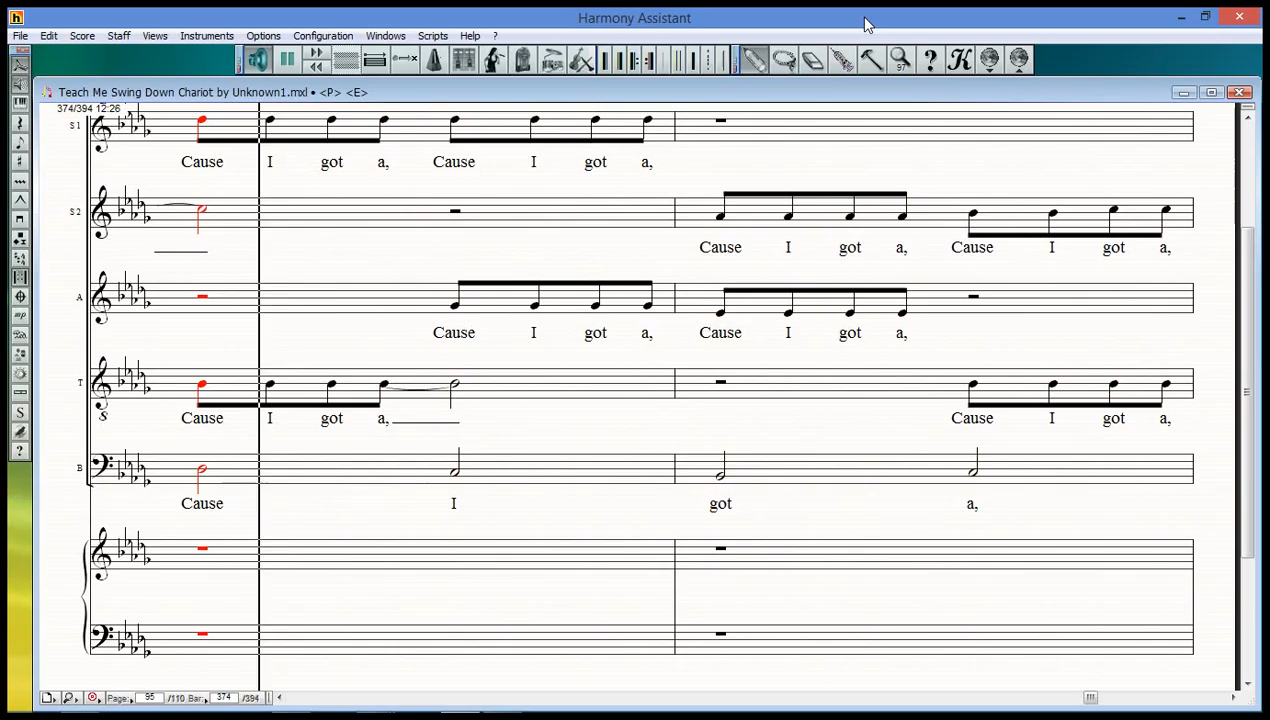 Harmony Assistant
File Edit Score Staff Views Instruments Options Configuration Windows Scripts Help ?
Teach Me Swing Down Chariot by Unknown1.mxl • <P> <E>
374/394 12:26
S1
Cause I got a, Cause I got a,
S2
Cause I got a, Cause I got a,
A
Cause I got a, Cause I got a,
T
Cause I got a, Cause I got a,
B
Cause I got a,
Page: 95 /110 Bar: 374 /394